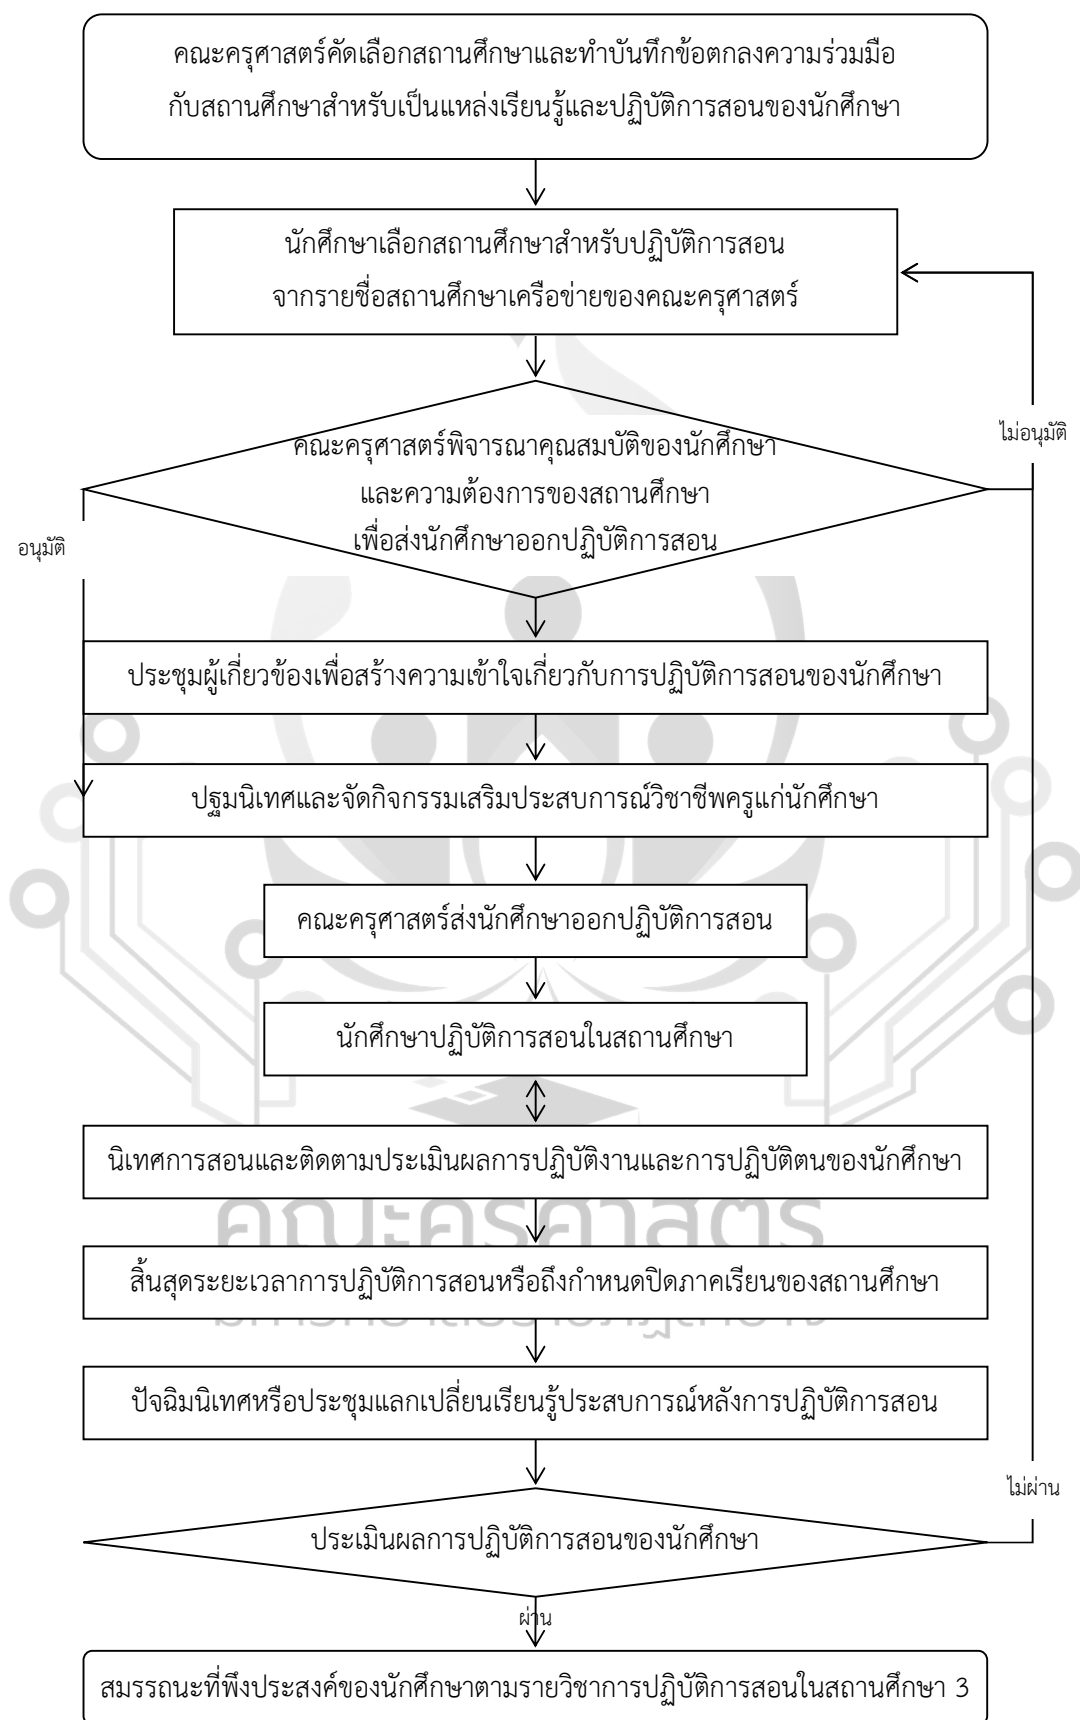 คณะครุศาสตร์คัดเลือกสถานศึกษาและทำบันทึกข้อตกลงความร่วมมือ
กับสถานศึกษาสำหรับเป็นแหล่งเรียนรู้และปฏิบัติการสอนของนักศึกษา
นักศึกษาเลือกสถานศึกษาสำหรับปฏิบัติการสอน
จากรายชื่อสถานศึกษาเครือข่ายของคณะครุศาสตร์
ไม่อนุมัติ
คณะครุศาสตร์พิจารณาคุณสมบัติของนักศึกษา
และความต้องการของสถานศึกษา
เพื่อส่งนักศึกษาออกปฏิบัติการสอน
อนุมัติ
ประชุมผู้เกี่ยวข้องเพื่อสร้างความเข้าใจเกี่ยวกับการปฏิบัติการสอนของนักศึกษา
ปฐมนิเทศและจัดกิจกรรมเสริมประสบการณ์วิชาชีพครูแก่นักศึกษา
คณะครุศาสตร์ส่งนักศึกษาออกปฏิบัติการสอน
นักศึกษาปฏิบัติการสอนในสถานศึกษา
นิเทศการสอนและติดตามประเมินผลการปฏิบัติงานและการปฏิบัติตนของนักศึกษา
คณะครุศาสตร์
สิ้นสุดระยะเวลาการปฏิบัติการสอนหรือถึงกำหนดปิดภาคเรียนของสถานศึกษา
ปัจฉิมนิเทศหรือประชุมแลกเปลี่ยนเรียนรู้ประสบการณ์หลังการปฏิบัติการสอน
ไม่ผ่าน
ประเมินผลการปฏิบัติการสอนของนักศึกษา
ผ่าน
สมรรถนะที่พึงประสงค์ของนักศึกษาตามรายวิชาการปฏิบัติการสอนในสถานศึกษา 3